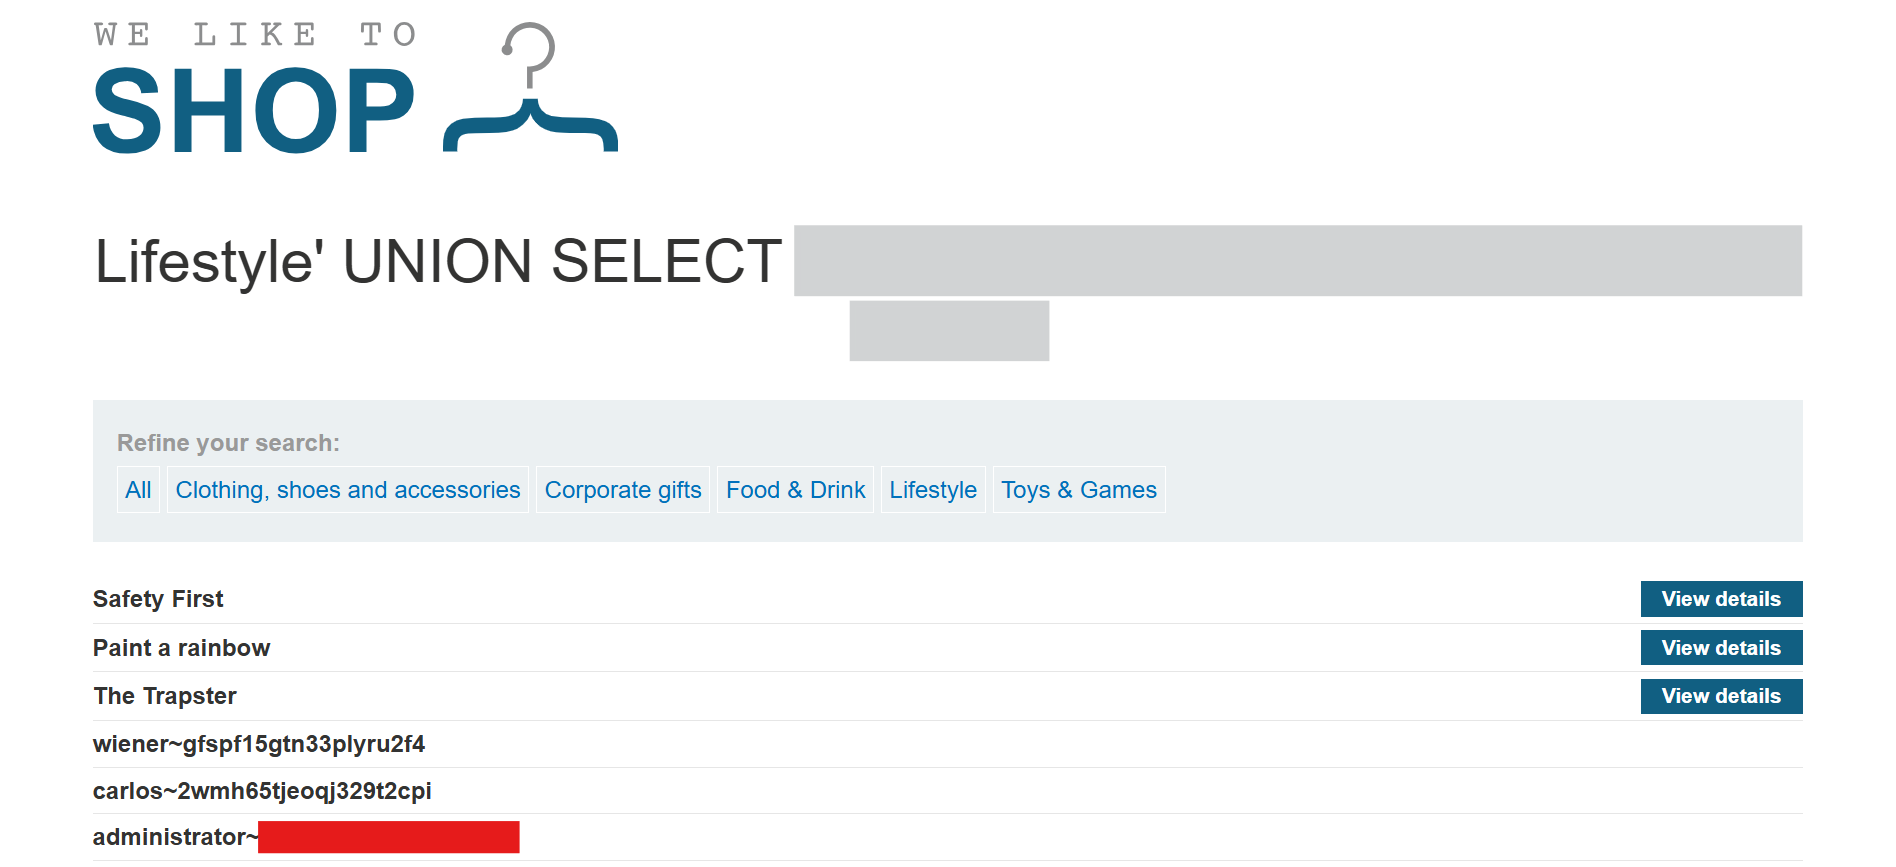 WE LIKE TO
SHOP
Lifestyle' UNION SELECT
Refine your search:
All Clothing, shoes and accessories Corporate gifts Food & Drink Lifestyle Toys & Games
Safety First View details
Paint a rainbow View details
The Trapster View details
wiener~gfspf15gtn33plyru2f4
carlos~2wmh65tjeoqj329t2cpi
administrator~